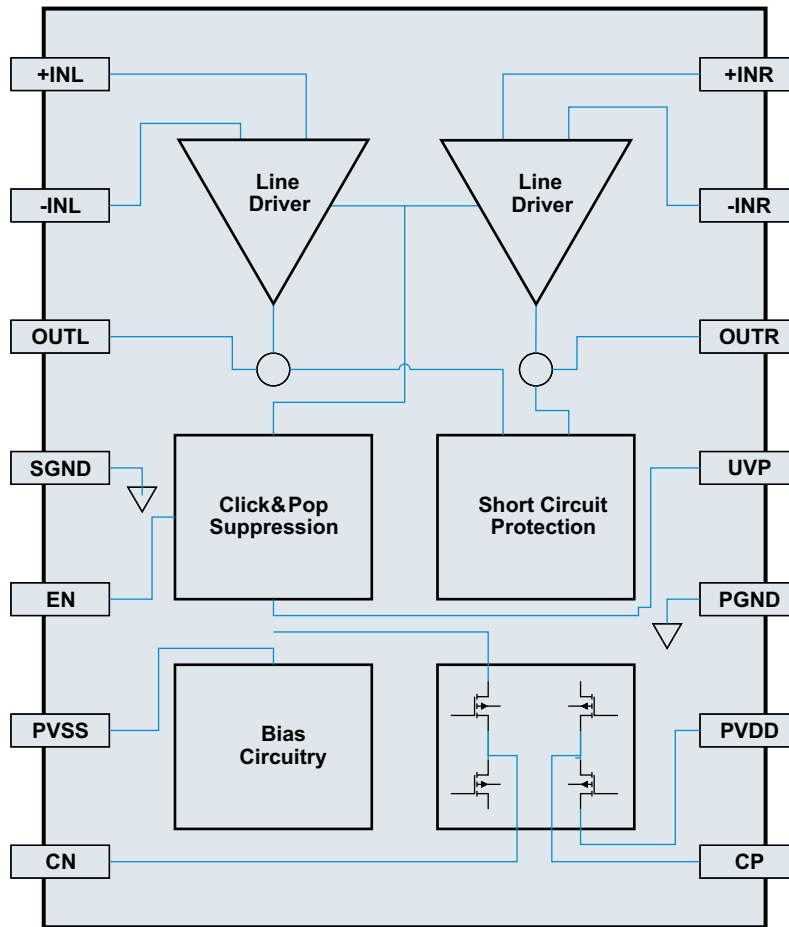 +INL
+INR
Line
Driver
Line
Driver
-INL
-INR
OUTL
OUTR
SGND
UVP
Click&Pop
Suppression
Short Circuit
Protection
EN
PGND
PVSS
PVDD
Bias
Circuitry
CN
CP